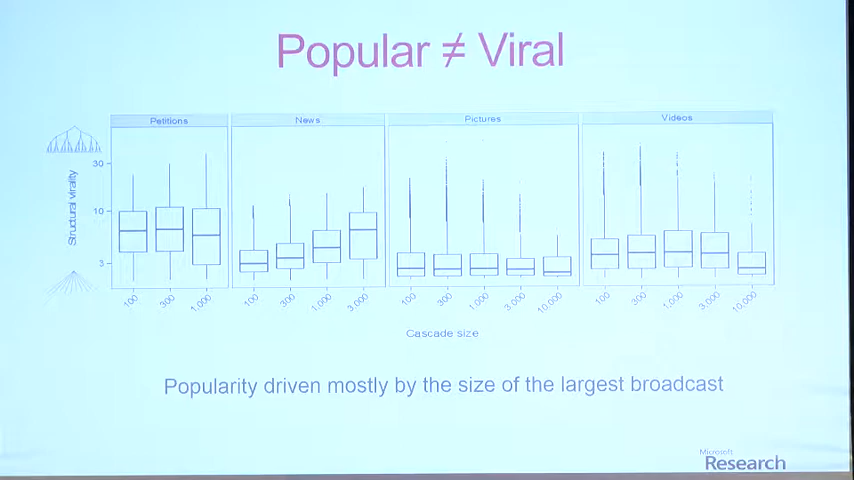 Popular ≠ Viral
Petitions News Pictures Videos
30
10
3
Structural virality
100 300 1,000 100 300 1,000 3,000 100 300 1,000 3,000 10,000 100 300 1,000 3,000 10,000
Cascade size
Popularity driven mostly by the size of the largest broadcast
Microsoft
Research